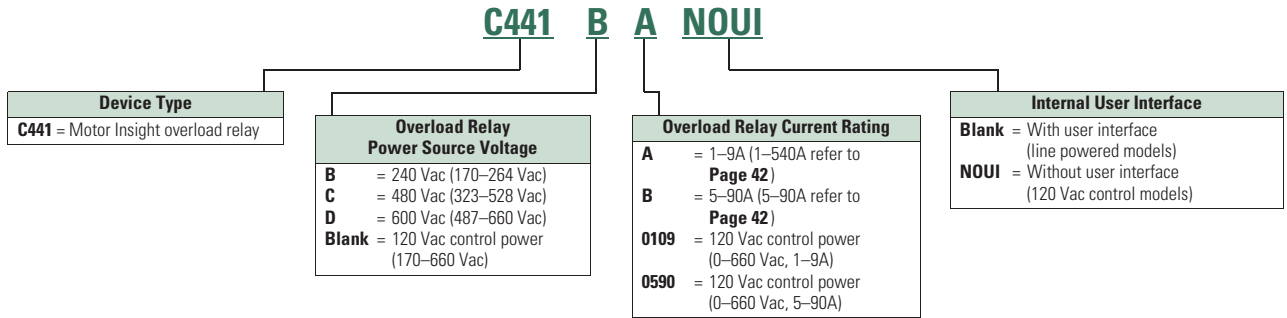 C441 B A NOUI
Device Type
C441 = Motor Insight overload relay
Overload Relay
Power Source Voltage
B = 240 Vac (170–264 Vac)
C = 480 Vac (323–528 Vac)
D = 600 Vac (487–660 Vac)
Blank = 120 Vac control power
(170–660 Vac)
Overload Relay Current Rating
A = 1–9A (1–540A refer to
Page 42)
B = 5–90A (5–90A refer to
Page 42)
0109 = 120 Vac control power
(0–660 Vac, 1–9A)
0590 = 120 Vac control power
(0–660 Vac, 5–90A)
Internal User Interface
Blank = With user interface
(line powered models)
NOUI = Without user interface
(120 Vac control models)